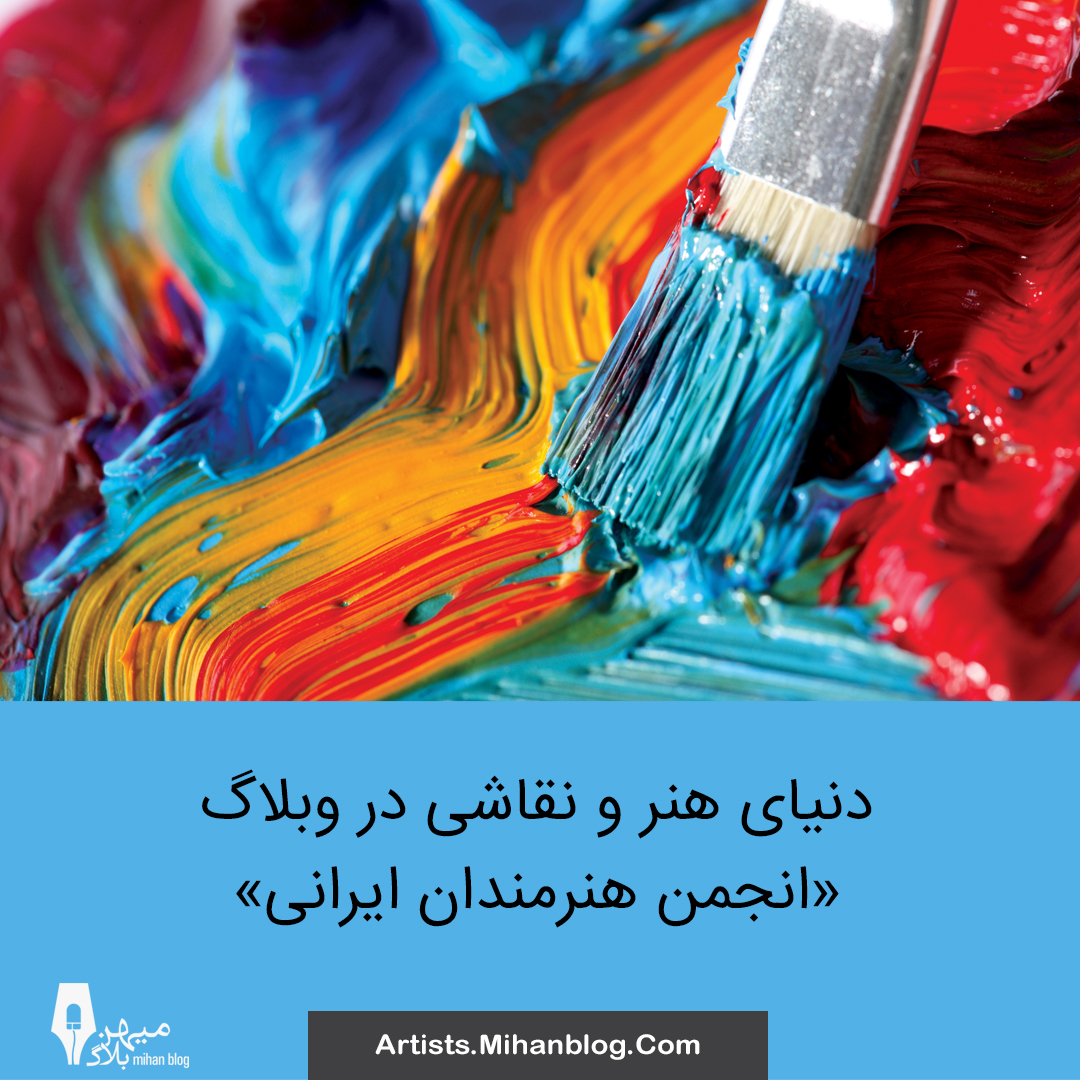 دنیای هنر و نقاشی در وبلاگ
«انجمن هنرمندان ایرانی»
میهن
بلاگ mihan blog
Artists.Mihanblog.Com